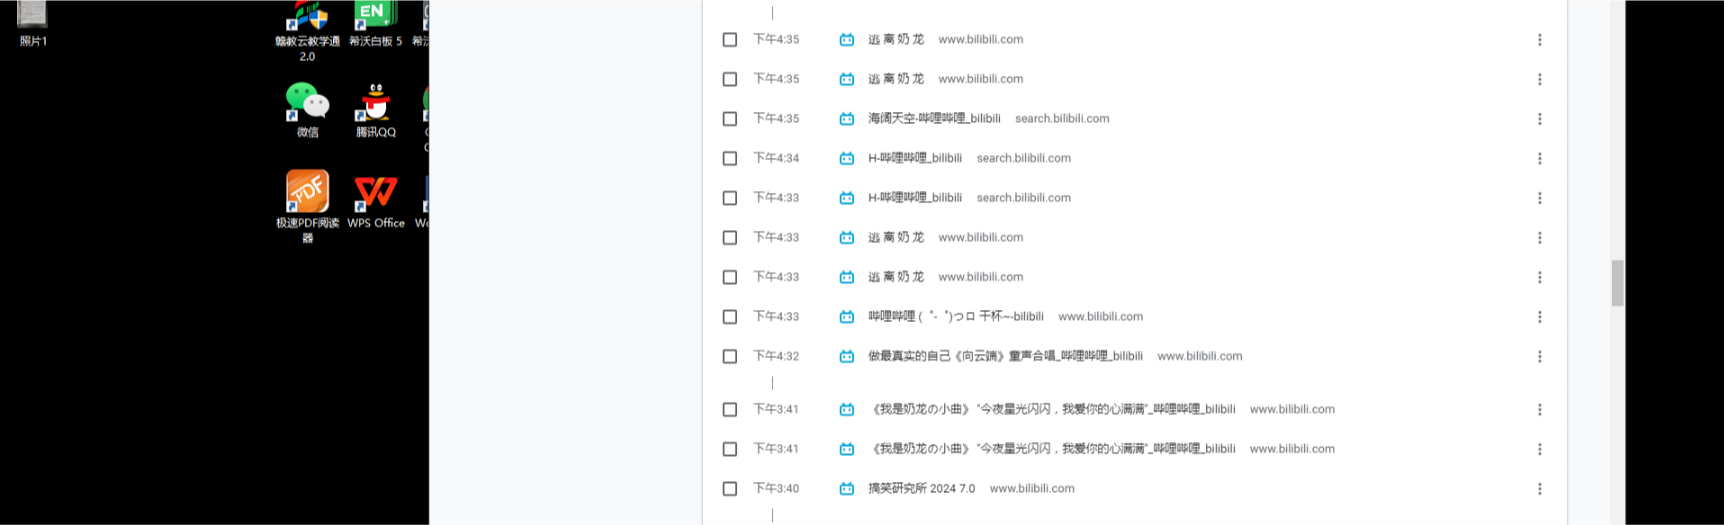 照片1
EN
赣教云教学通
2.0
希沃白板 5
希沃
微信
腾讯QQ
PDF
极速PDF阅读
器
WPS Office
下午4:35 逃 离 奶 龙 www.bilibili.com
下午4:35 逃 离 奶 龙 www.bilibili.com
下午4:35 海阔天空-哔哩哔哩_bilibili search.bilibili.com
下午4:34 H-哔哩哔哩_bilibili search.bilibili.com
下午4:33 H-哔哩哔哩_bilibili search.bilibili.com
下午4:33 逃 离 奶 龙 www.bilibili.com
下午4:33 逃 离 奶 龙 www.bilibili.com
下午4:33 哔哩哔哩 ( ゜- ゜)つロ 干杯~-bilibili www.bilibili.com
下午4:32 做最真实的自己《向云端》童声合唱_哔哩哔哩_bilibili www.bilibili.com
下午3:41 《我是奶龙の小曲》 "今夜星光闪闪，我爱你的心满满"_哔哩哔哩_bilibili www.bilibili.com
下午3:41 《我是奶龙の小曲》 "今夜星光闪闪，我爱你的心满满"_哔哩哔哩_bilibili www.bilibili.com
下午3:40 搞笑研究所 2024 7.0 www.bilibili.com